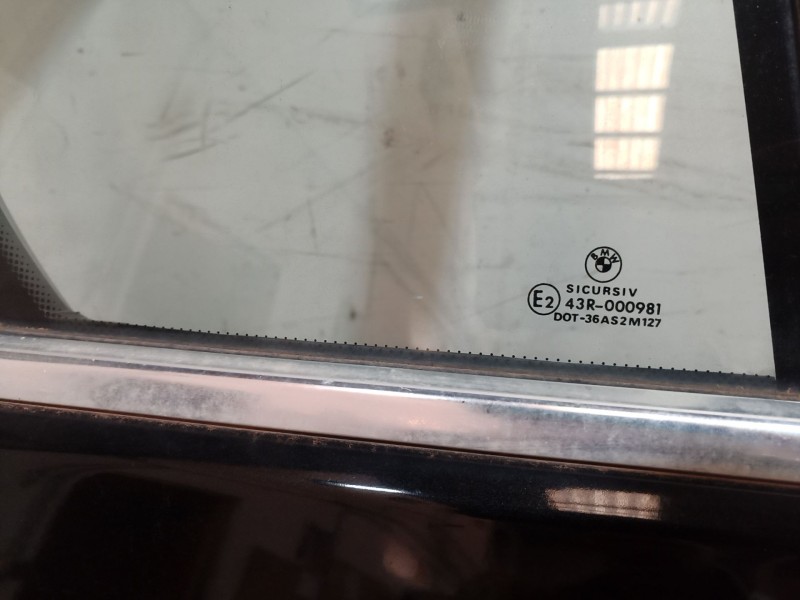 BMW
SICURSIV
E2 43R-000981
DOT-36AS2M127